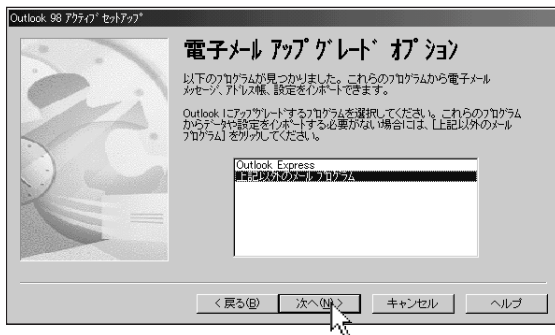 Outlook 98 ｱｸﾃｨﾌﾞ ｾｯﾄｱｯﾌﾟ
電子ﾒｰﾙ ｱｯﾌﾟｸﾞﾚｰﾄﾞ ｵﾌﾟｼｮﾝ
以下のﾌﾟﾛｸﾞﾗﾑが見つかりました。これらのﾌﾟﾛｸﾞﾗﾑから電子ﾒｰﾙ
ﾒｯｾｰｼﾞ、ｱﾄﾞﾚｽ帳、設定をｲﾝﾎﾟｰﾄできます。
Outlook にｱｯﾌﾟｸﾞﾚｰﾄﾞするﾌﾟﾛｸﾞﾗﾑを選択してください。これらのﾌﾟﾛｸﾞﾗﾑ
からﾃﾞｰﾀや設定をｲﾝﾎﾟｰﾄする必要がない場合には、[上記以外のﾒｰﾙ
ﾌﾟﾛｸﾞﾗﾑ] をｸﾘｯｸしてください。
Outlook Express
上記以外のﾒｰﾙ ﾌﾟﾛｸﾞﾗﾑ
< 戻る(B) 次へ(N) > キャンセル ヘルプ